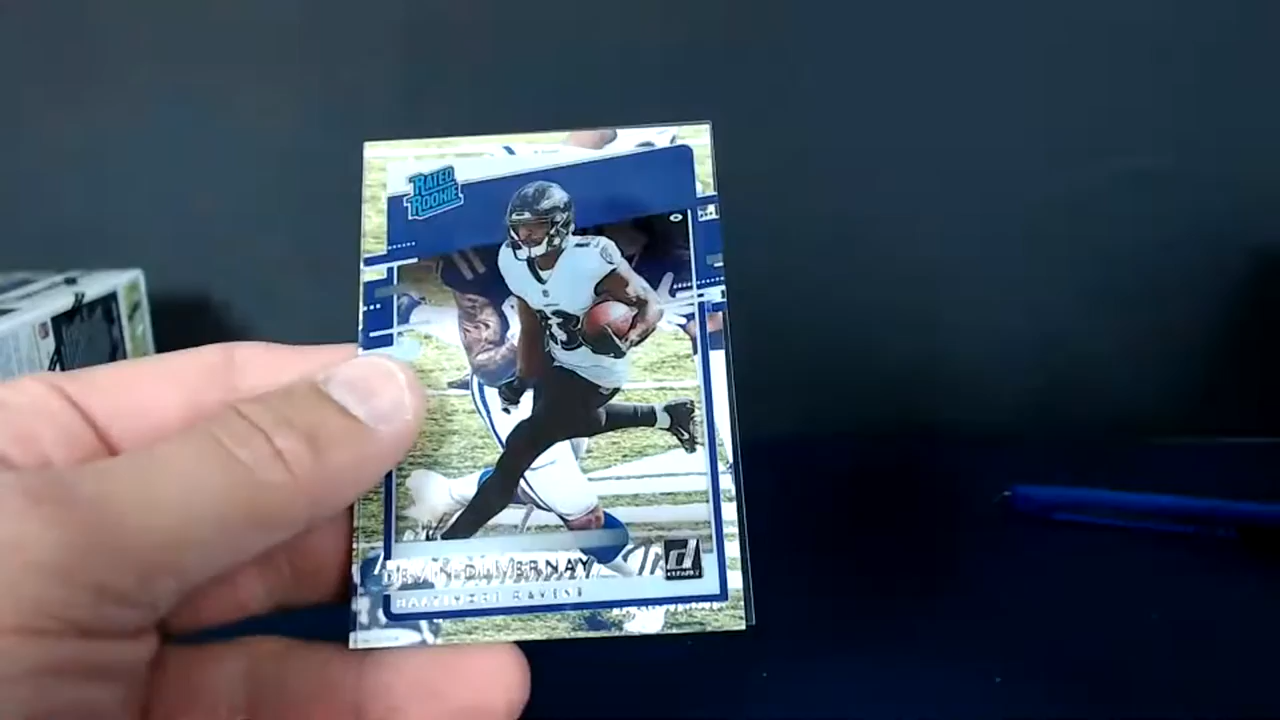 RATED
ROOKIE
DEVIN DUVERNAY
BALTIMORE RAVENS
d